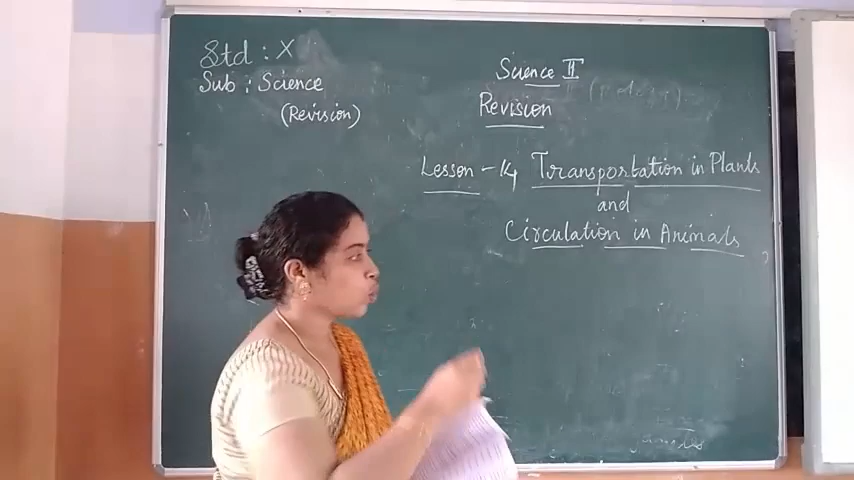 Std : X
Sub : Science
(Revision)
Science II
Revision
Lesson - 14 Transportation in Plants
and
Circulation in Animals